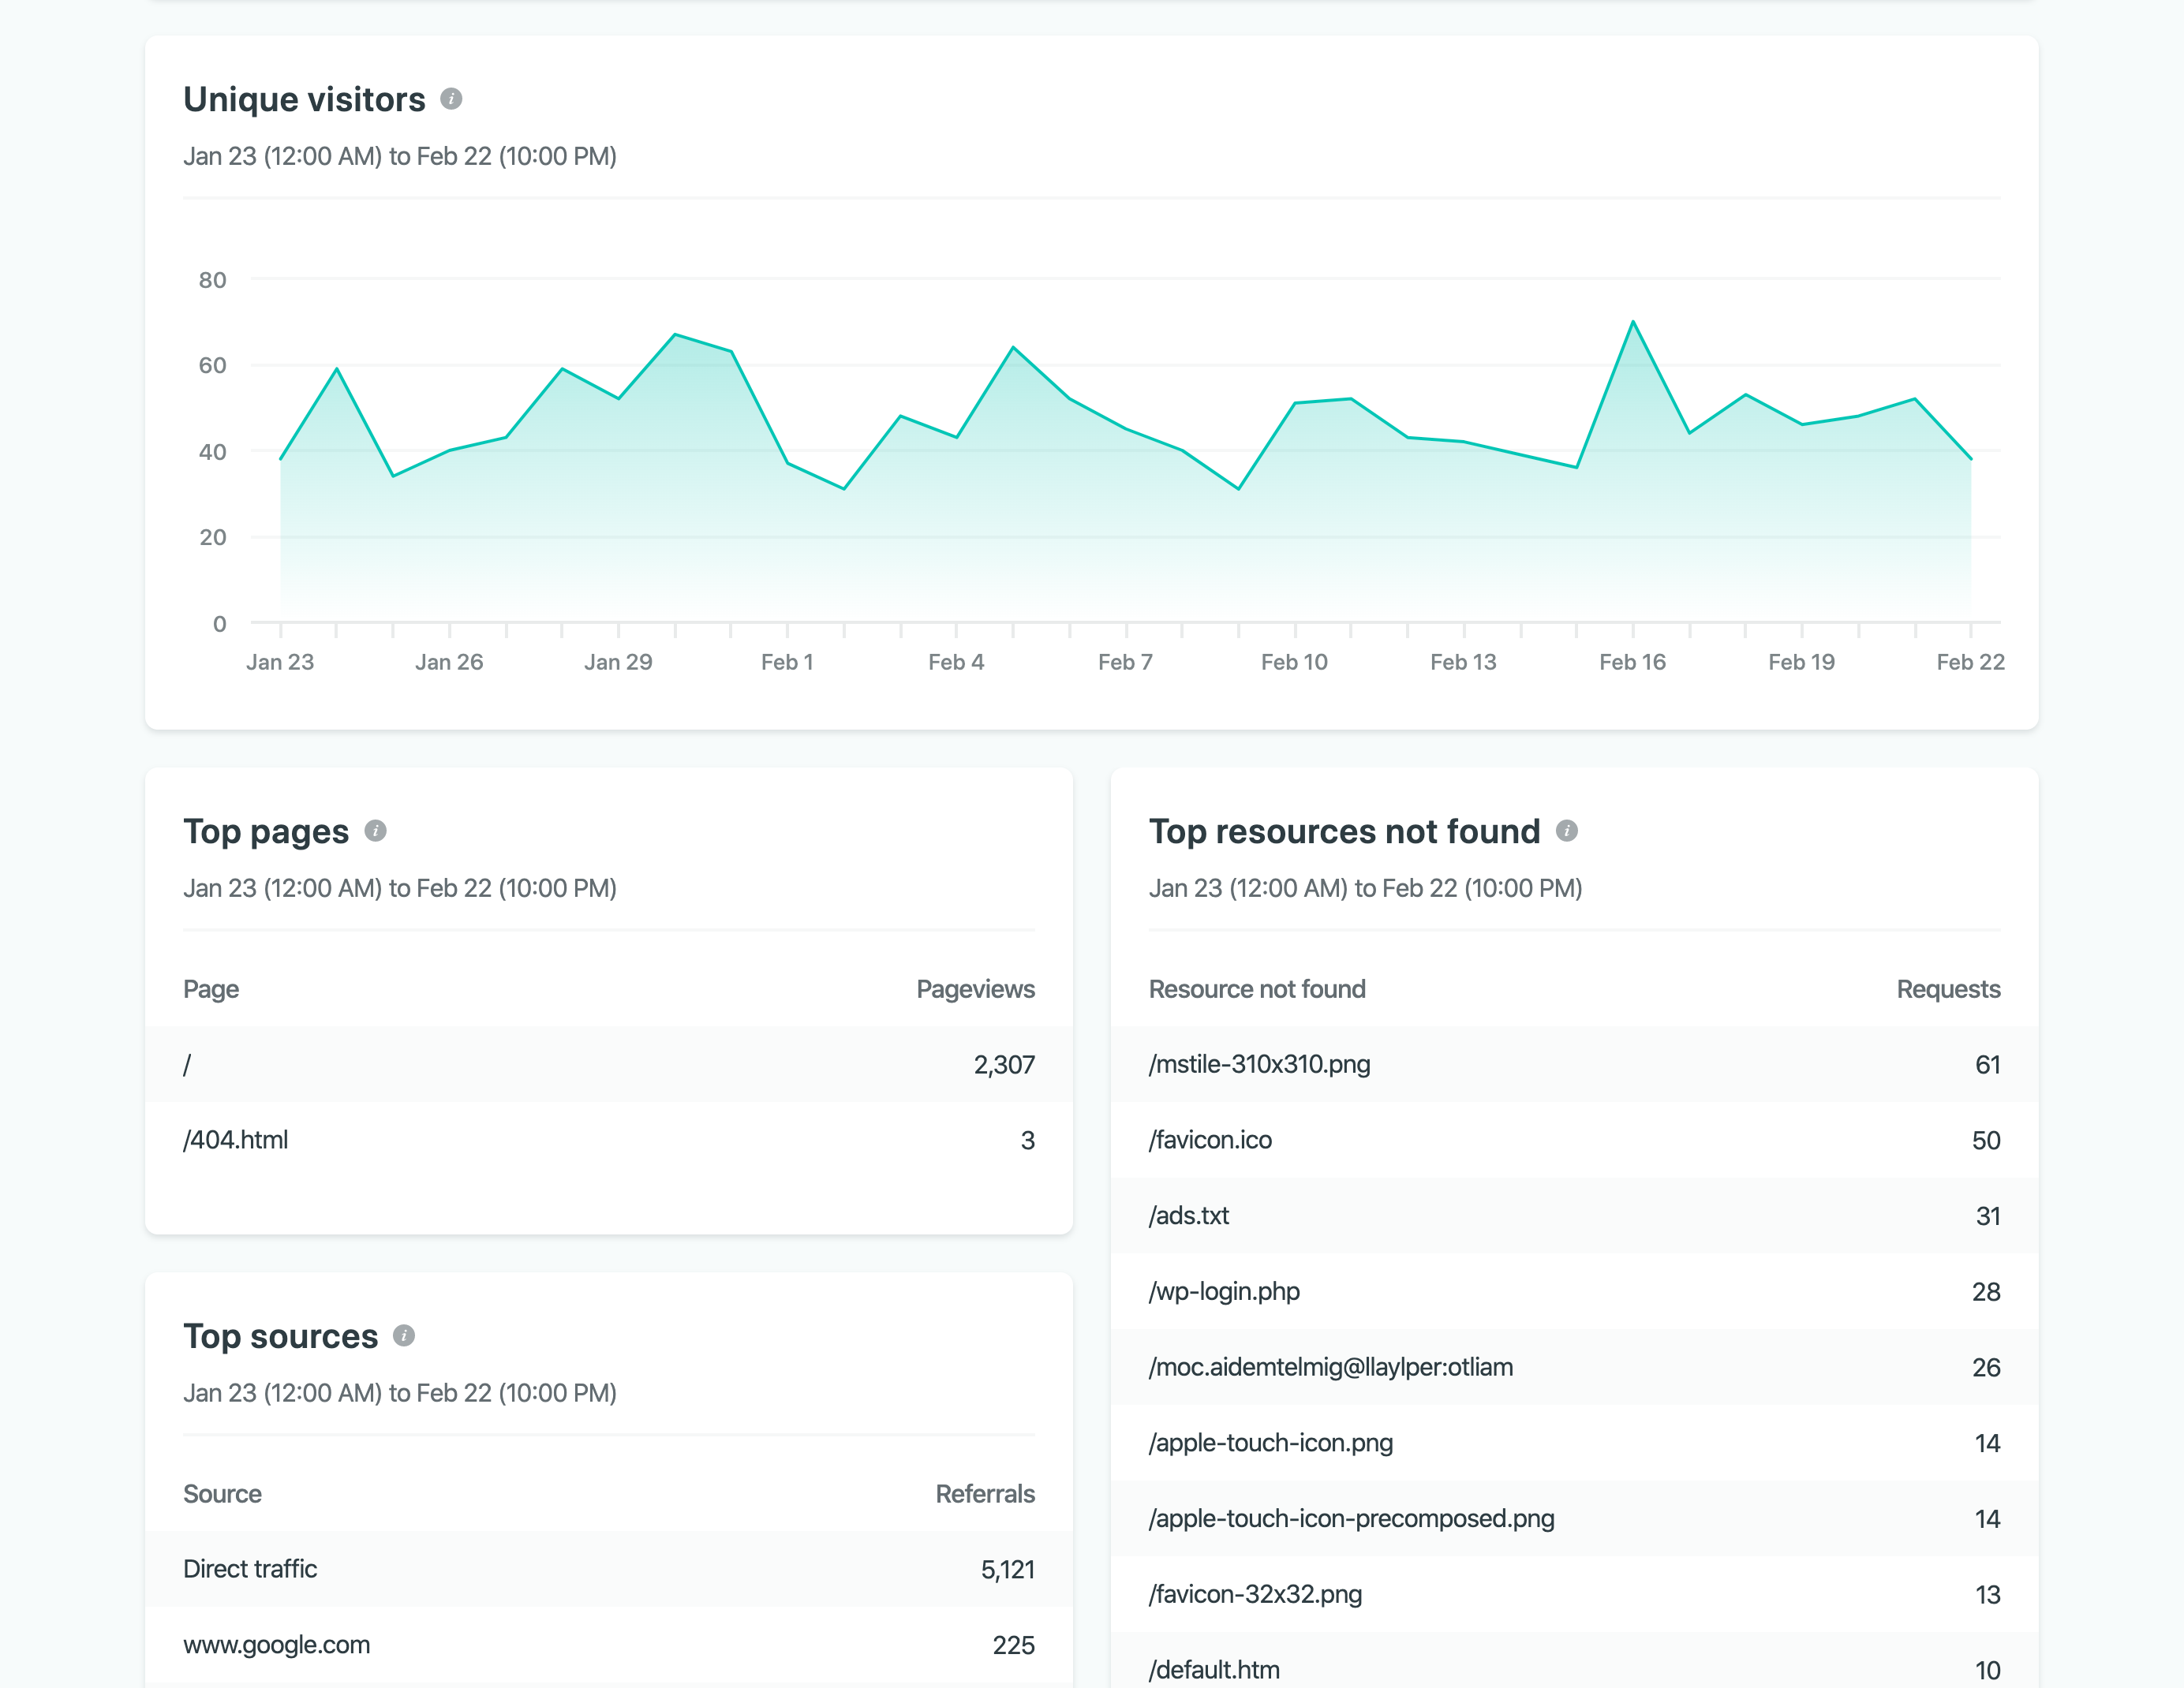 Unique visitors i
Jan 23 (12:00 AM) to Feb 22 (10:00 PM)
80
60
40
20
0
Jan 23 Jan 26 Jan 29 Feb 1 Feb 4 Feb 7 Feb 10 Feb 13 Feb 16 Feb 19 Feb 22
Top pages i
Jan 23 (12:00 AM) to Feb 22 (10:00 PM)
Page Pageviews
/ 2,307
/404.html 3
Top sources i
Jan 23 (12:00 AM) to Feb 22 (10:00 PM)
Source Referrals
Direct traffic 5,121
www.google.com 225
Top resources not found i
Jan 23 (12:00 AM) to Feb 22 (10:00 PM)
Resource not found Requests
/mstile-310x310.png 61
/favicon.ico 50
/ads.txt 31
/wp-login.php 28
/moc.aidemtelmig@llaylper:otliam 26
/apple-touch-icon.png 14
/apple-touch-icon-precomposed.png 14
/favicon-32x32.png 13
/default.htm 10